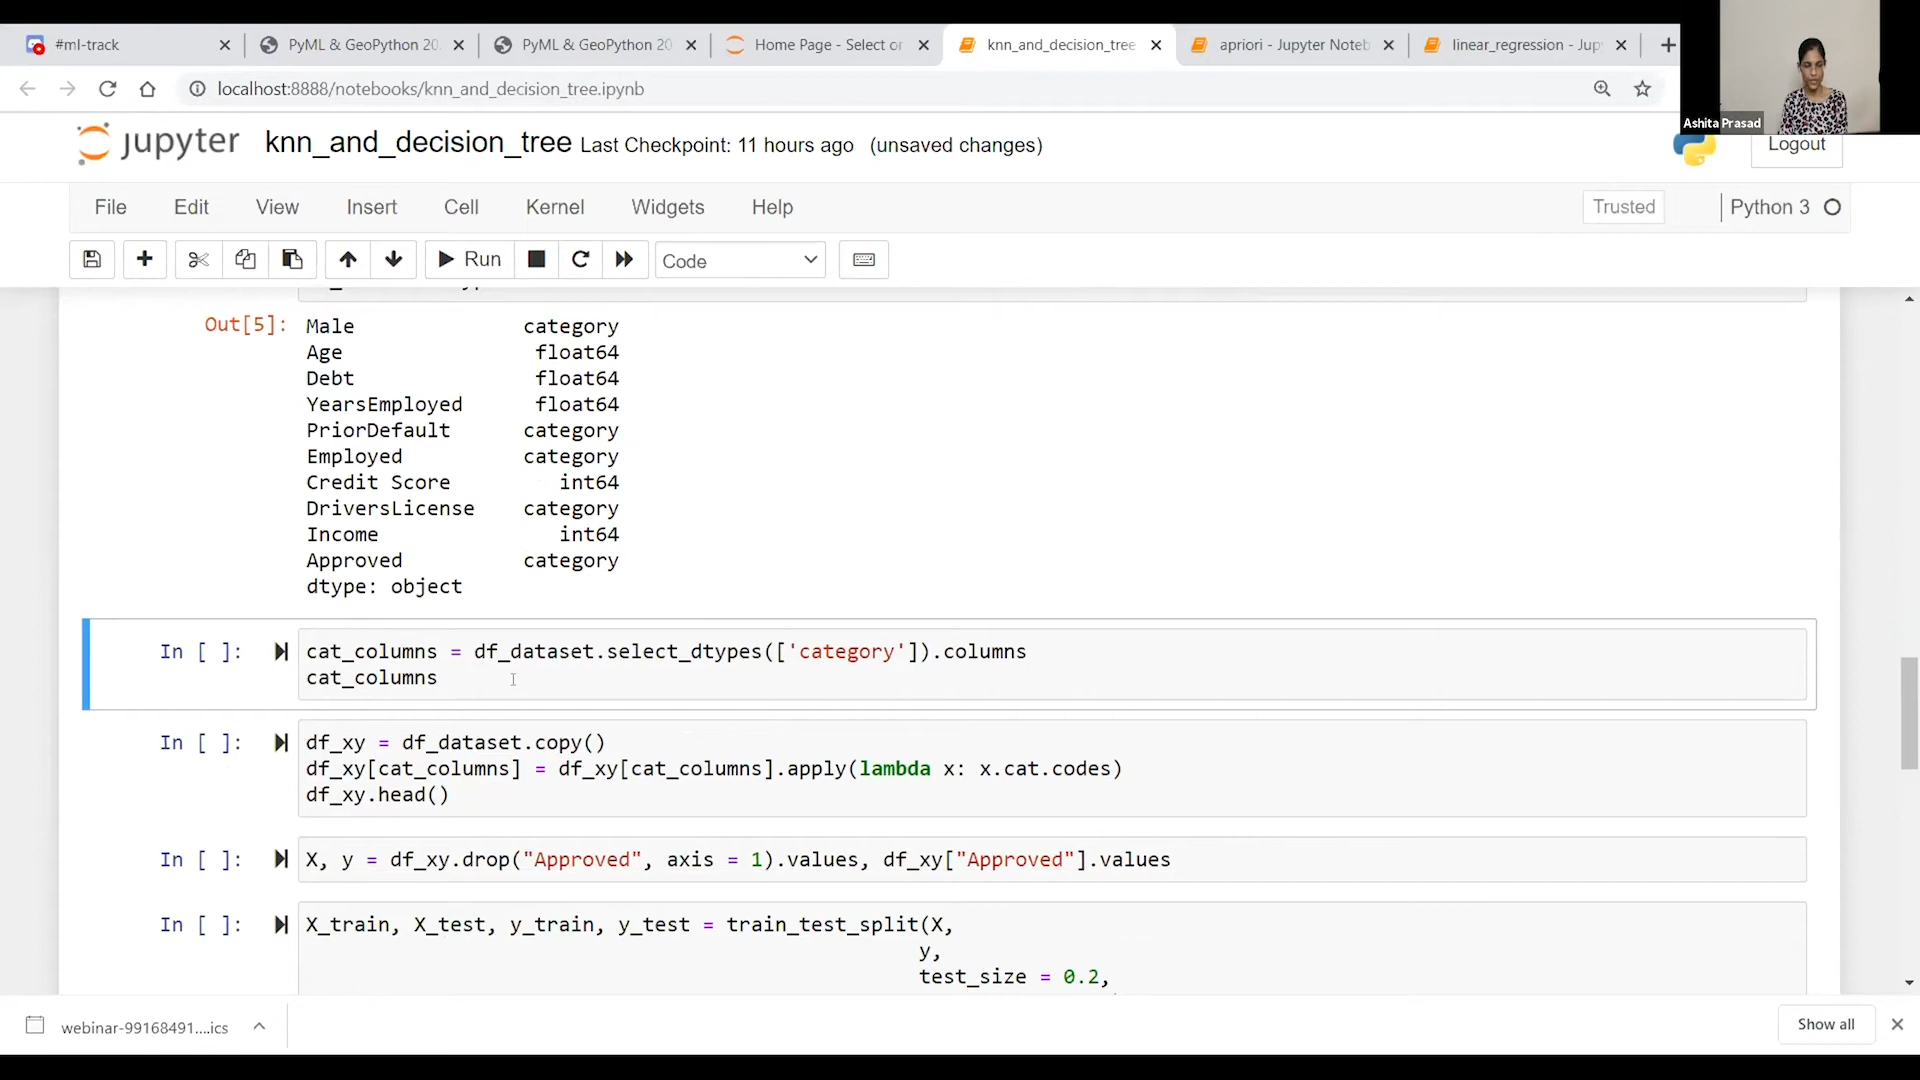 #ml-track
PyML & GeoPython 20
PyML & GeoPython 20
Home Page - Select or
knn_and_decision_tree
apriori - Jupyter Noteb
linear_regression - Jup
localhost:8888/notebooks/knn_and_decision_tree.ipynb
Ashita Prasad
jupyter knn_and_decision_tree Last Checkpoint: 11 hours ago (unsaved changes)
Logout
File Edit View Insert Cell Kernel Widgets Help
Trusted
Python 3
Run
Code
Out[5]: Male category
Age float64
Debt float64
YearsEmployed float64
PriorDefault category
Employed category
Credit Score int64
DriversLicense category
Income int64
Approved category
dtype: object
In [ ]: cat_columns = df_dataset.select_dtypes(['category']).columns
cat_columns
In [ ]: df_xy = df_dataset.copy()
df_xy[cat_columns] = df_xy[cat_columns].apply(lambda x: x.cat.codes)
df_xy.head()
In [ ]: X, y = df_xy.drop("Approved", axis = 1).values, df_xy["Approved"].values
In [ ]: X_train, X_test, y_train, y_test = train_test_split(X,
y,
test_size = 0.2,
webinar-99168491....ics
Show all